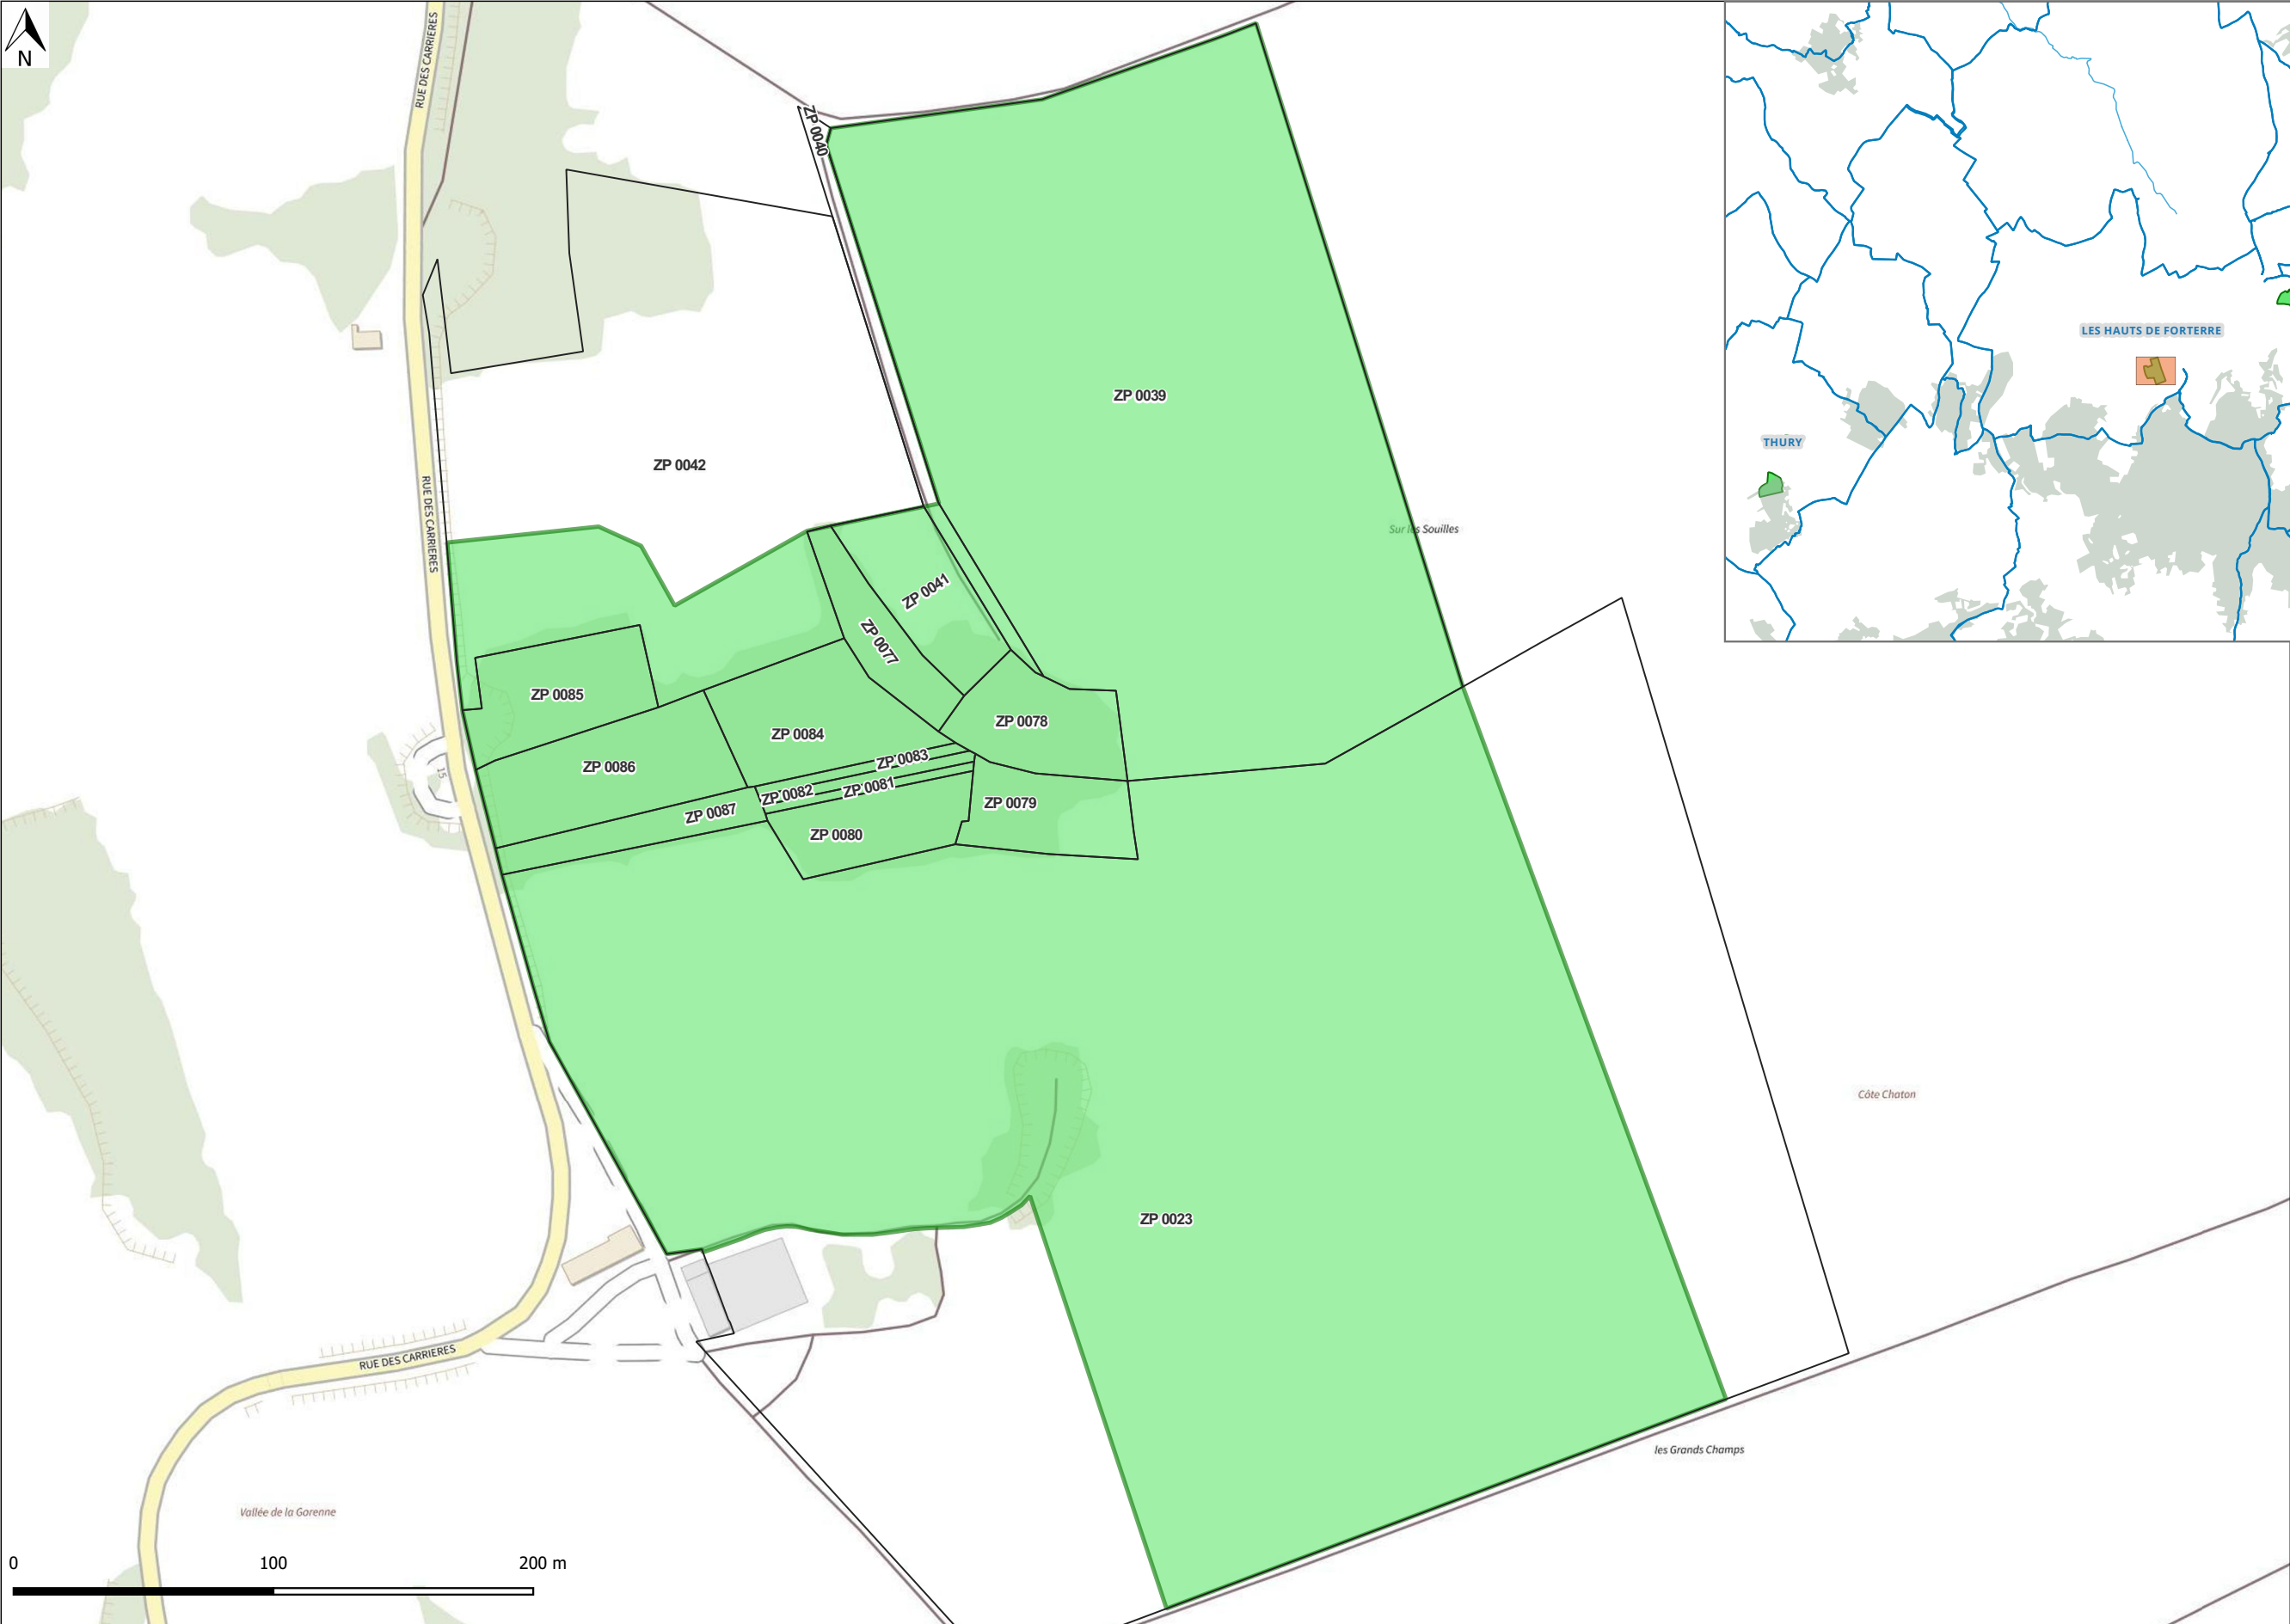 N
RUE DES CARRIERES
ZP 0040
LES HAUTS DE FORTERRE
ZP 0039
THURY
ZP 0042
RUE DES CARRIERES
Sur les Souilles
ZP 0041
ZP 0077
ZP 0085
ZP 0078
ZP 0084
ZP 0083
ZP 0086
15
ZP 0082
ZP 0081
ZP 0079
ZP 0087
ZP 0080
Côte Chaton
ZP 0023
RUE DES CARRIERES
les Grands Champs
Vallée de la Garenne
0 100 200 m